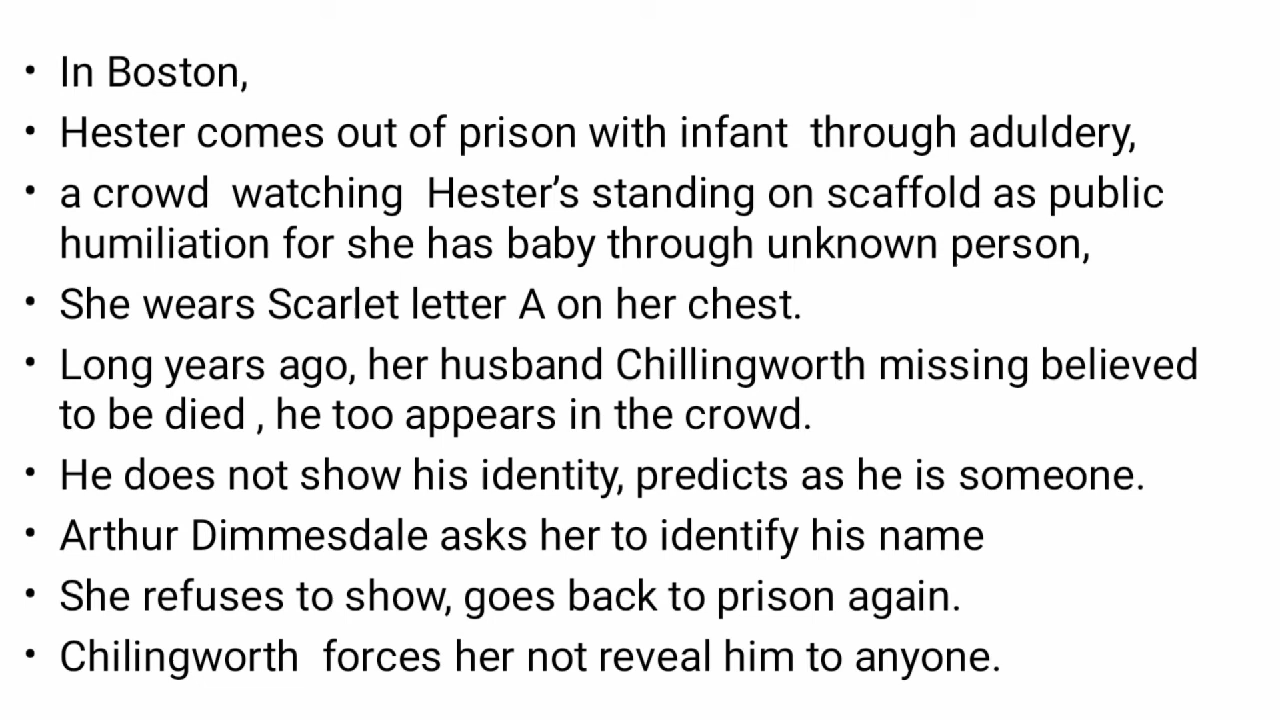 • In Boston,
• Hester comes out of prison with infant  through aduldery,
• a crowd  watching  Hester’s standing on scaffold as public
humiliation for she has baby through unknown person,
• She wears Scarlet letter A on her chest.
• Long years ago, her husband Chillingworth missing believed
to be died , he too appears in the crowd.
• He does not show his identity, predicts as he is someone.
• Arthur Dimmesdale asks her to identify his name
• She refuses to show, goes back to prison again.
• Chilingworth  forces her not reveal him to anyone.